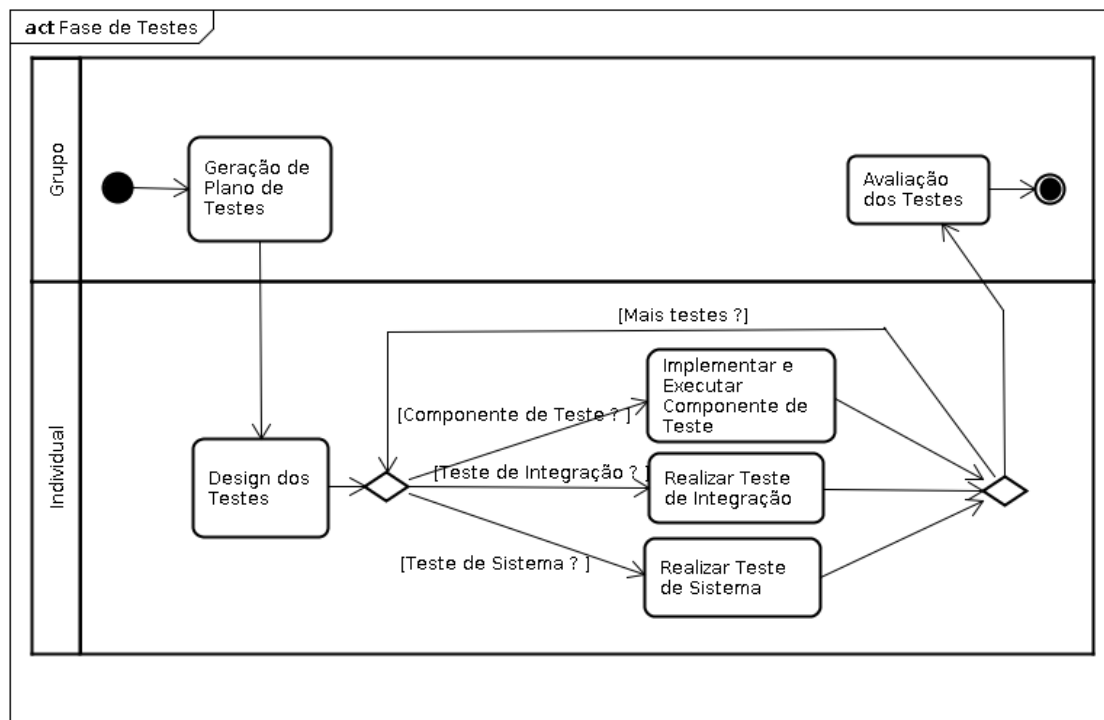 act Fase de Testes
Grupo
Geração de
Plano de
Testes
Avaliação
dos Testes
Individual
[Mais testes ?]
Implementar e
Executar
Componente de
Teste
[Componente de Teste ? ]
[Teste de Integração ? ]
Design dos
Testes
Realizar Teste
de Integração
[Teste de Sistema ? ]
Realizar Teste
de Sistema